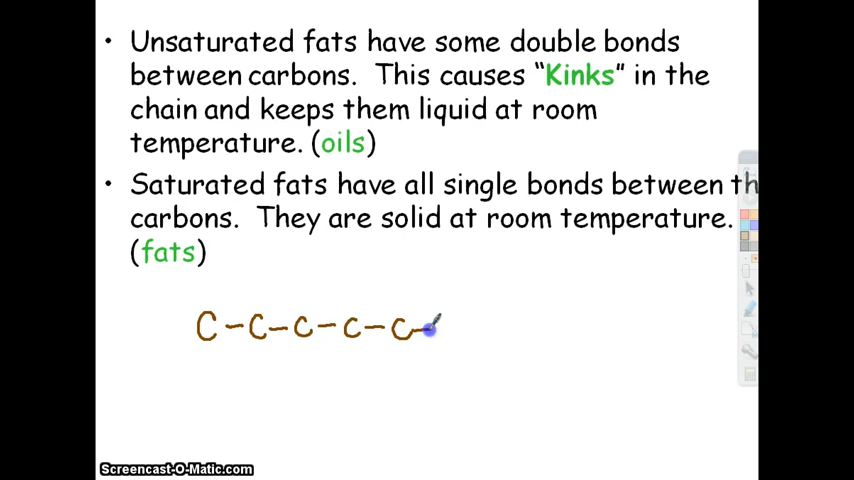 • Unsaturated fats have some double bonds
between carbons. This causes “Kinks” in the
chain and keeps them liquid at room
temperature. (oils)
• Saturated fats have all single bonds between th
carbons. They are solid at room temperature.
(fats)
C-C-C-C-C-
Screencast-O-Matic.com